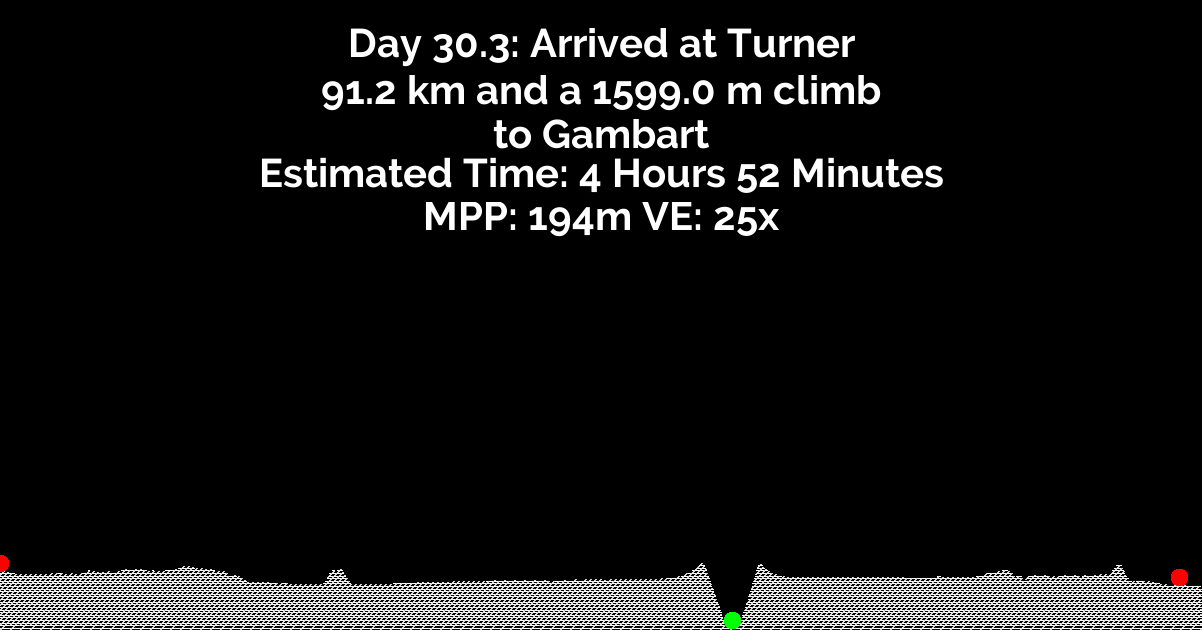 Day 30.3: Arrived at Turner
91.2 km and a 1599.0 m climb
to Gambart
Estimated Time: 4 Hours 52 Minutes
MPP: 194m VE: 25x